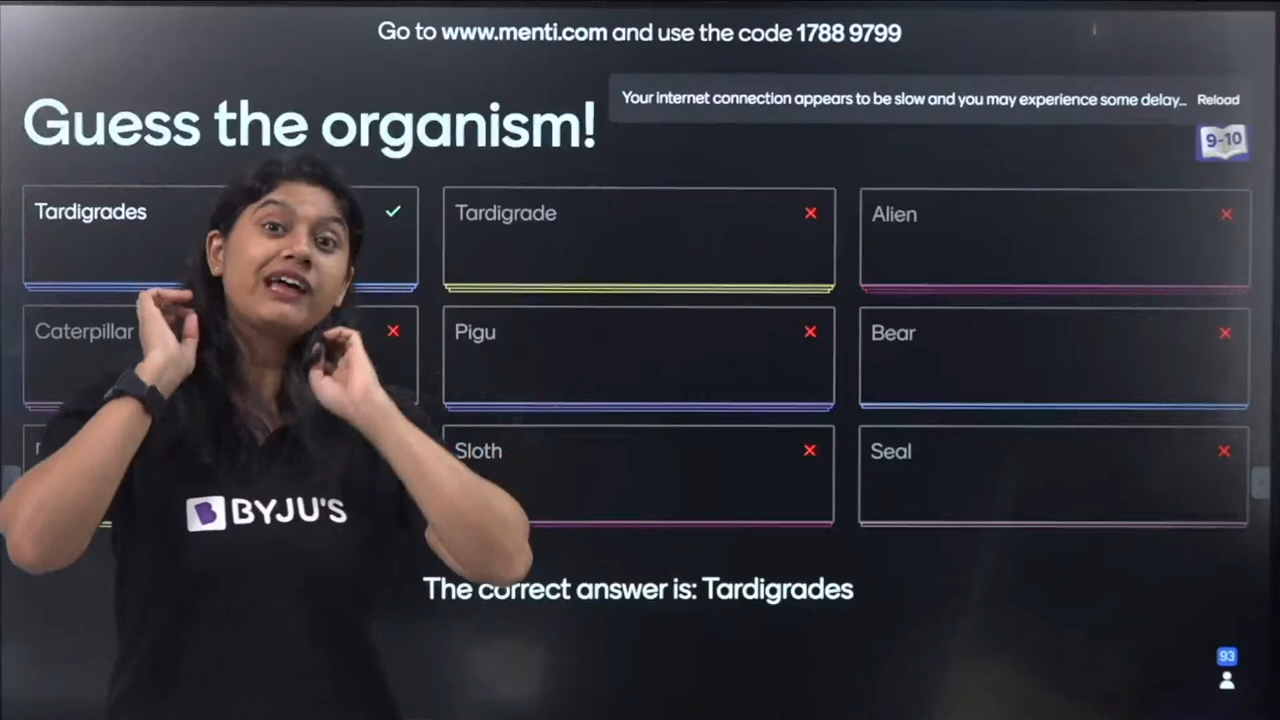 Go to www.menti.com and use the code 1788 9799
Your internet connection appears to be slow and you may experience some delay... Reload
Guess the organism!
9-10
Tardigrades
Tardigrade
Alien
Caterpillar
Pigu
Bear
Sloth
Seal
B BYJU'S
The correct answer is: Tardigrades
93